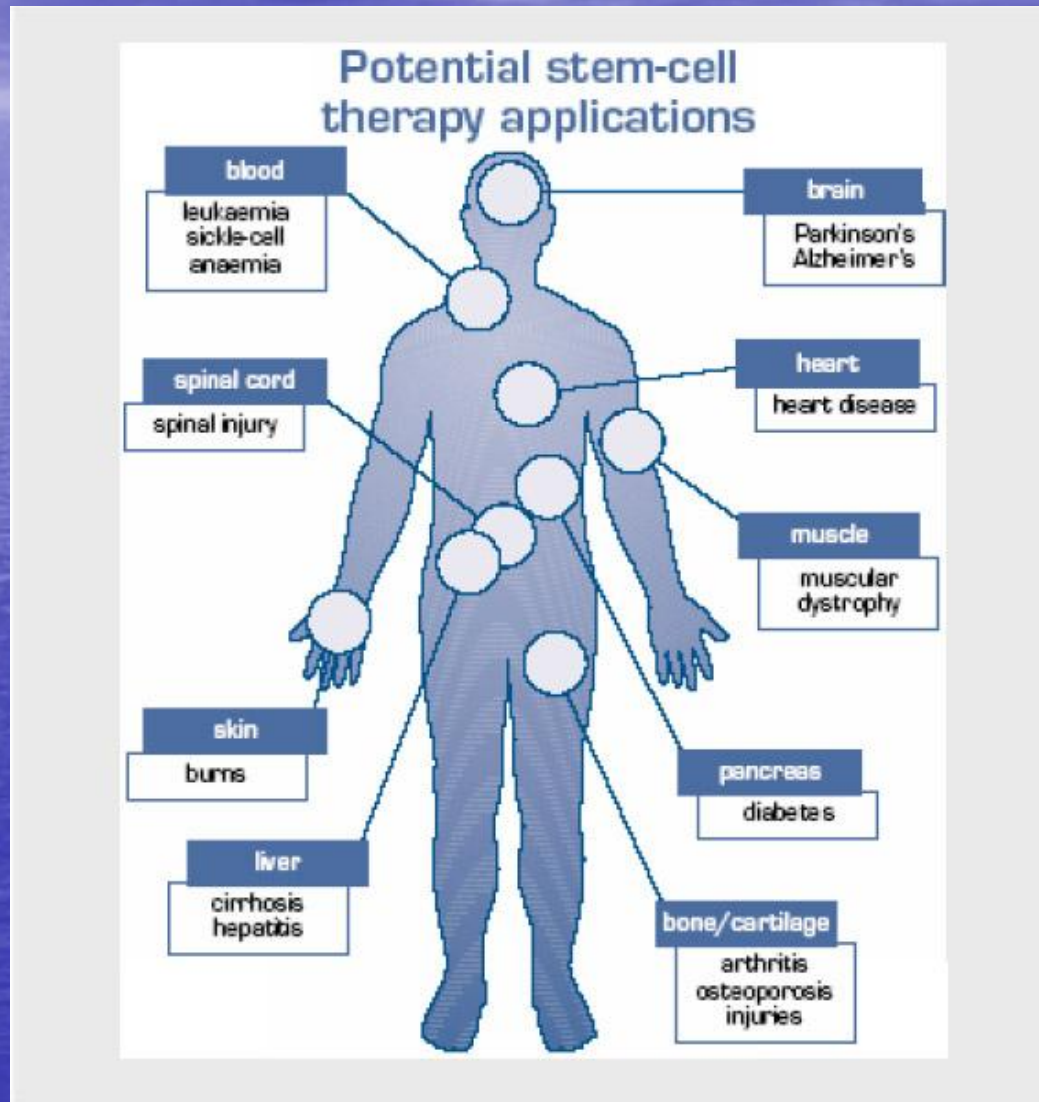 Potential stem-cell
therapy applications
blood
leukaemia
sickle-cell
anaemia
brain
Parkinson's
Alzheimer's
spinal cord
spinal injury
heart
heart disease
muscle
muscular
dystrophy
skin
burns
pancreas
diabetes
liver
cirrhosis
hepatitis
bone/cartilage
arthritis
osteoporosis
injuries